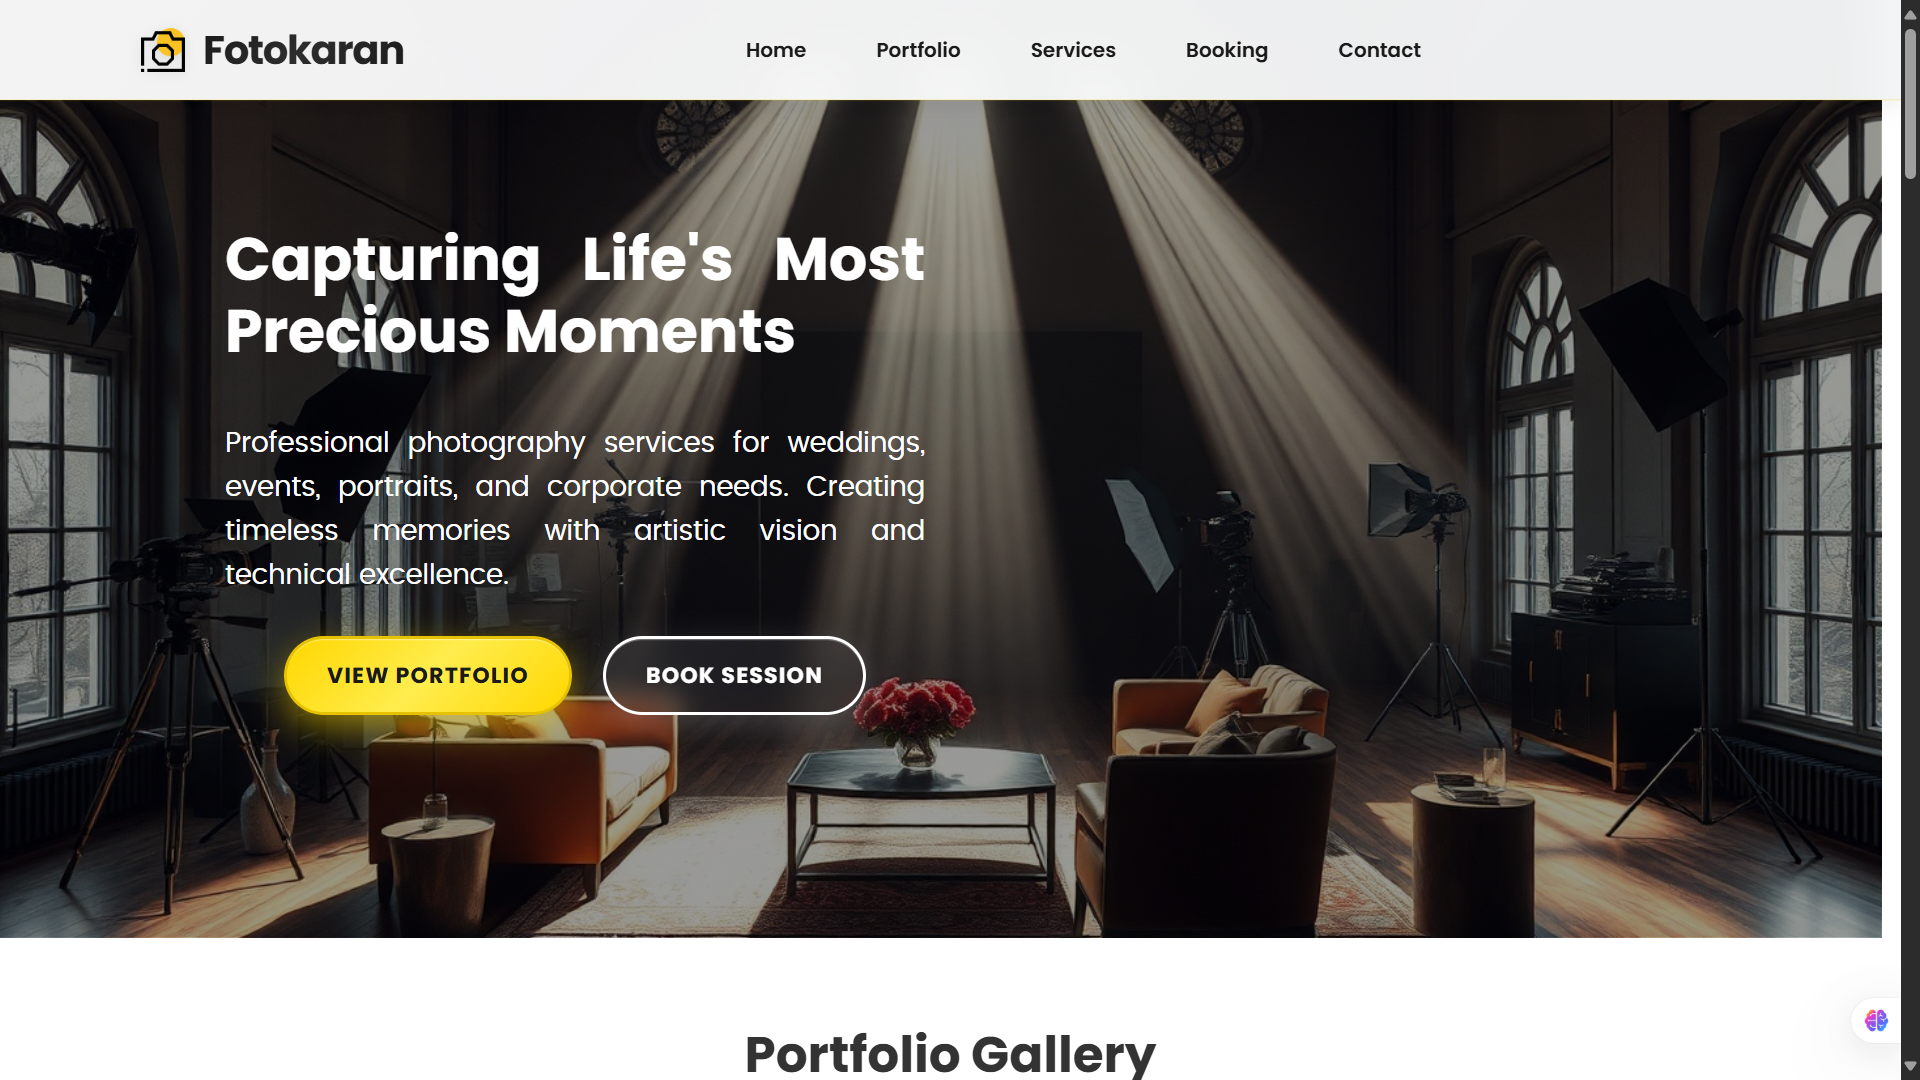 Fotokaran
Home
Portfolio
Services
Booking
Contact
Capturing Life's Most
Precious Moments
Professional photography services for weddings,
events, portraits, and corporate needs. Creating
timeless memories with artistic vision and
technical excellence.
VIEW PORTFOLIO
BOOK SESSION
Portfolio Gallery